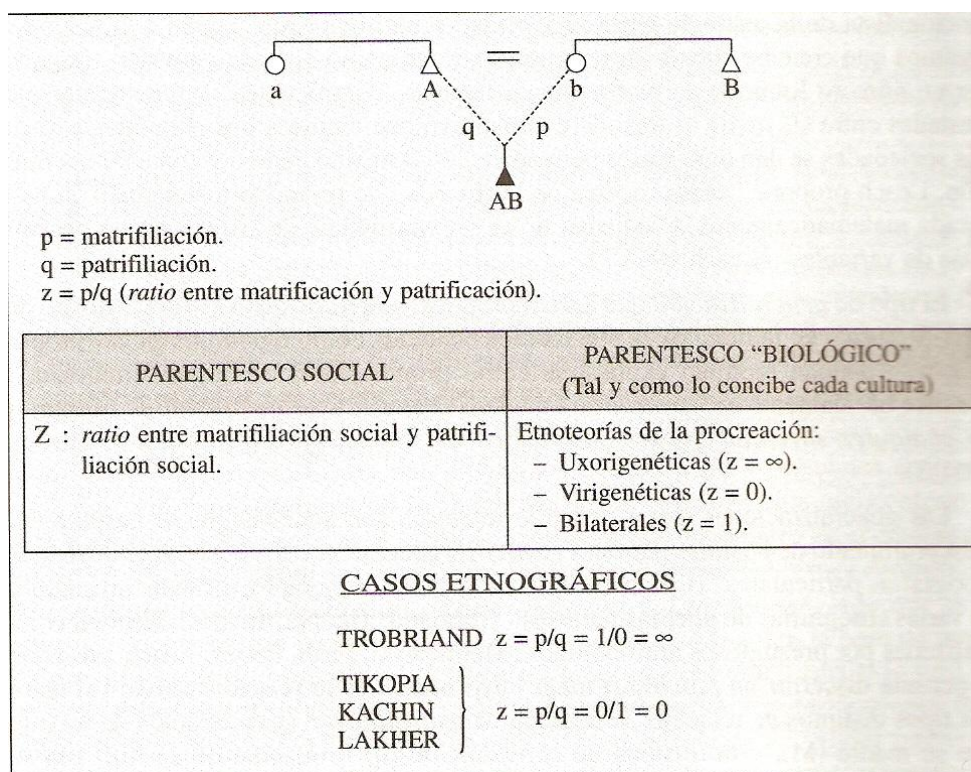 a A = b B
q p
AB
p = matrifiliación.
q = patrifiliación.
z = p/q (ratio entre matrificación y patrificación).
PARENTESCO SOCIAL
PARENTESCO “BIOLÓGICO”
(Tal y como lo concibe cada cultura)
Z : ratio entre matrifiliación social y patrifi-
liación social.
Etnoteorías de la procreación:
– Uxorigenéticas (z = ∞).
– Virigenéticas (z = 0).
– Bilaterales (z = 1).
CASOS ETNOGRÁFICOS
TROBRIAND z = p/q = 1/0 = ∞
TIKOPIA
KACHIN z = p/q = 0/1 = 0
LAKHER